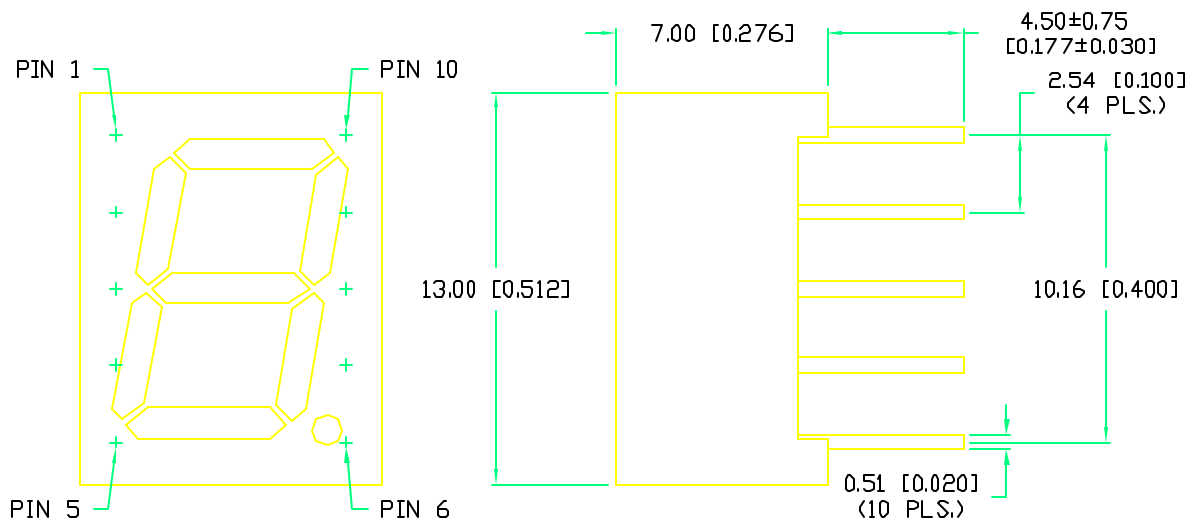 4.50±0.75
7.00 [0.276]
[0.177±0.030]
PIN 1
PIN 10
2.54 [0.100]
(4 PLS.)
13.00 [0.512]
10.16 [0.400]
0.51 [0.020]
PIN 5
PIN 6
(10 PLS.)